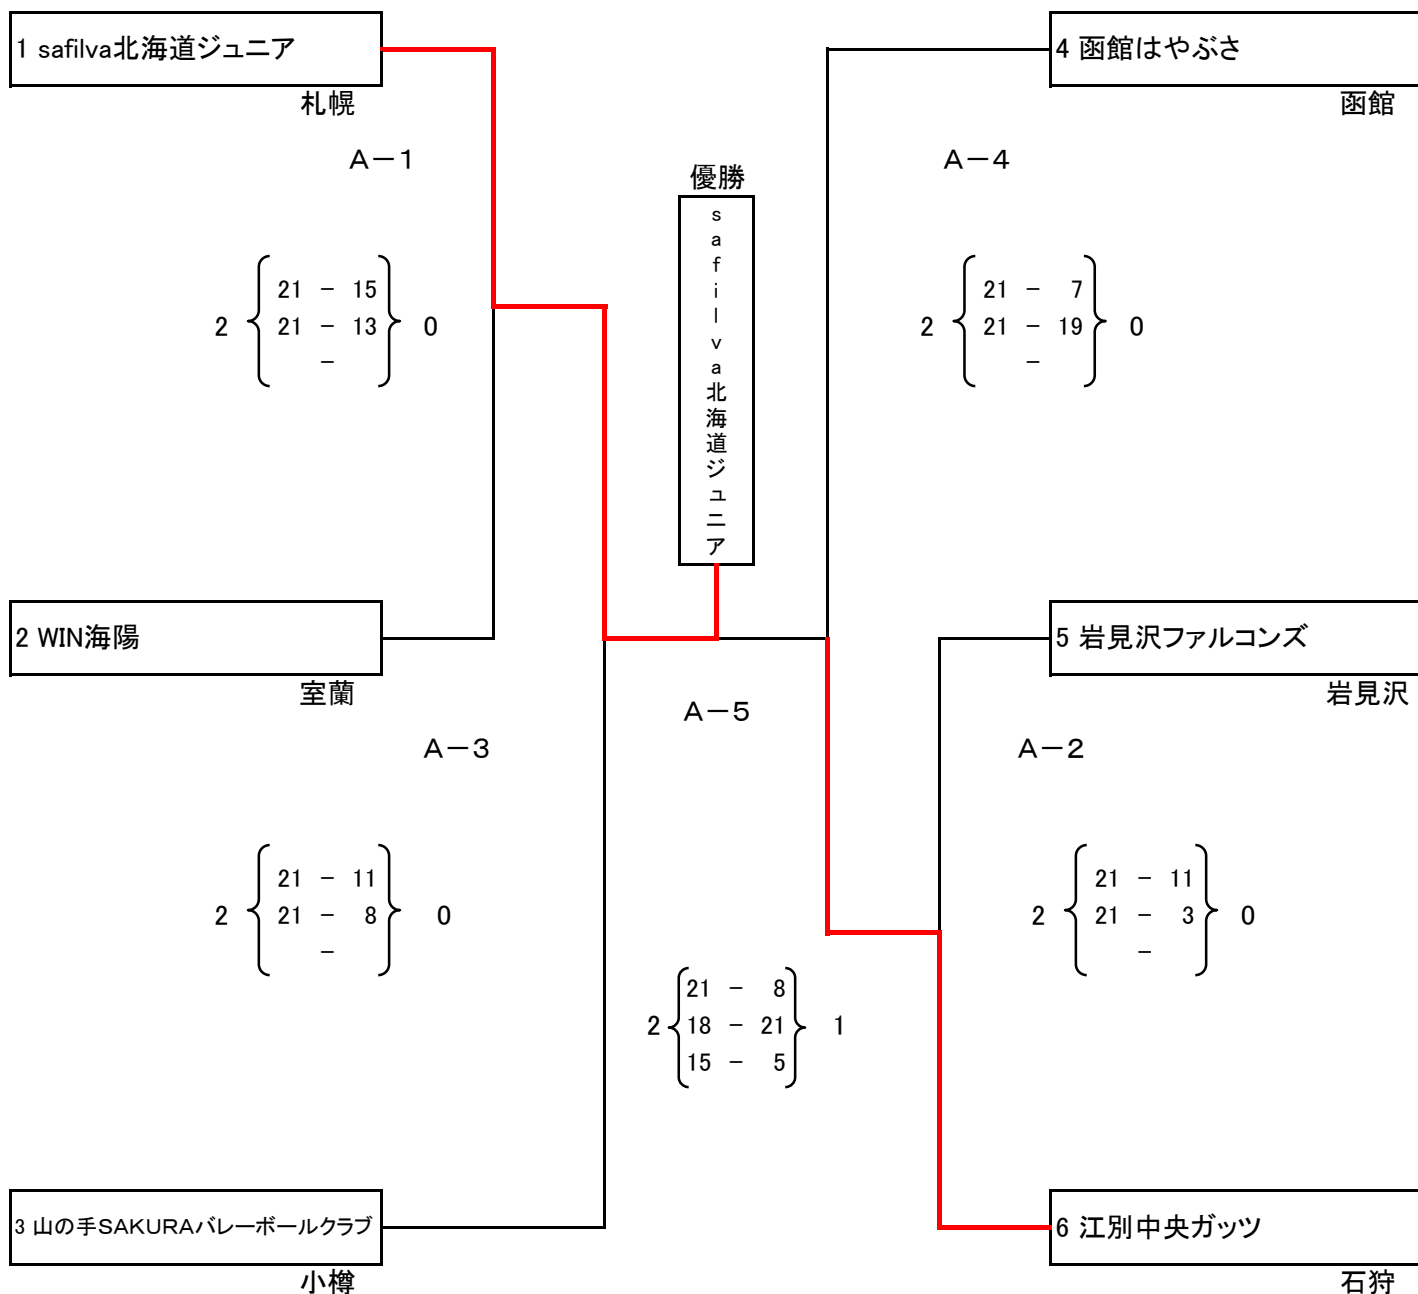 1 safilva北海道ジュニア
札幌
4 函館はやぶさ
函館
A－1
A－4
優勝
safilva北海道ジュニア
21 － 15
2 21 － 13 0
－
21 － 7
2 21 － 19 0
－
2 WIN海陽
室蘭
5 岩見沢ファルコンズ
岩見沢
A－5
A－3
A－2
21 － 11
2 21 － 8 0
－
21 － 11
2 21 － 3 0
－
21 － 8
2 18 － 21 1
15 － 5
3 山の手SAKURAバレーボールクラブ
小樽
6 江別中央ガッツ
石狩